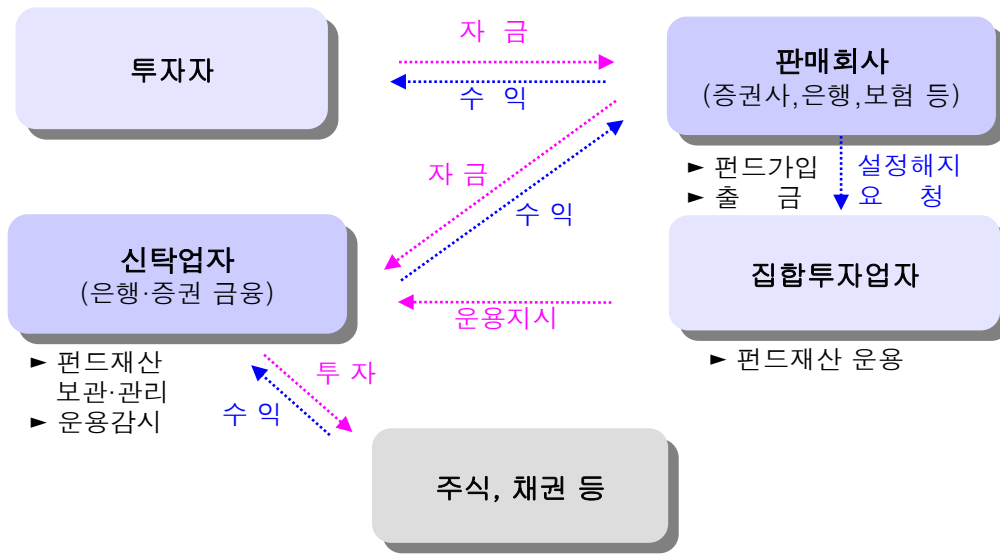 자 금
투자자
판매회사
(증권사,은행,보험 등)
수 익
► 펀드가입
► 출 금
설정해지
요 청
자 금
수 익
신탁업자
(은행·증권 금융)
집합투자업자
운용지시
► 펀드재산
보관·관리
► 운용감시
► 펀드재산 운용
투 자
수 익
주식, 채권 등